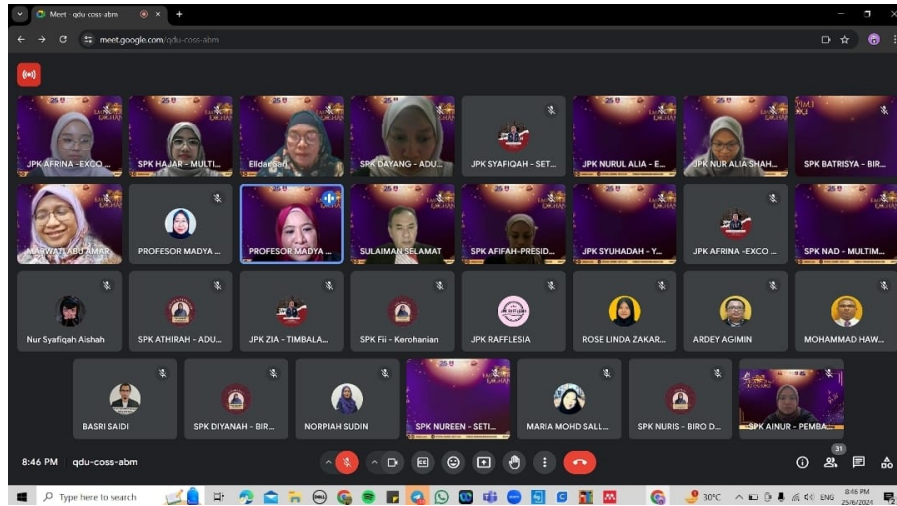 Meet - qdu-coss-abm
meet.google.com/qdu-coss-abm
JPK AFRINA -EXCO ...
SPK HAJAR - MULTI...
Elidar Sari
SPK DAYANG - ADU...
JPK SYAFIQAH - SET...
JPK NURUL ALIA - E...
JPK NUR ALIA SHAH...
SPK BATRISYA - BIR...
MARWATI ABU AMAR
PROFESOR MADYA ...
PROFESOR MADYA ...
SULAIMAN SELAMAT
SPK AFIFAH-PRESID...
JPK SYUHADAH - Y...
JPK AFRINA -EXCO ...
SPK NAD - MULTIM...
Nur Syafiqah Aishah
SPK ATHIRAH - ADU...
JPK ZIA - TIMBALA...
SPK Fii - Kerohanian
JPK RAFFLESIA
ROSE LINDA ZAKAR...
ARDEY AGIMIN
MOHAMMAD HAW...
BASRI SAIDI
SPK DIYANAH - BIR...
NORPIAH SUDIN
SPK NUREEN - SETI...
MARIA MOHD SALL...
SPK NURIS - BIRO D...
SPK AINUR - PEMBA...
8:46 PM
qdu-coss-abm
31
Type here to search
30°C
ENG
8:46 PM
25/6/2024